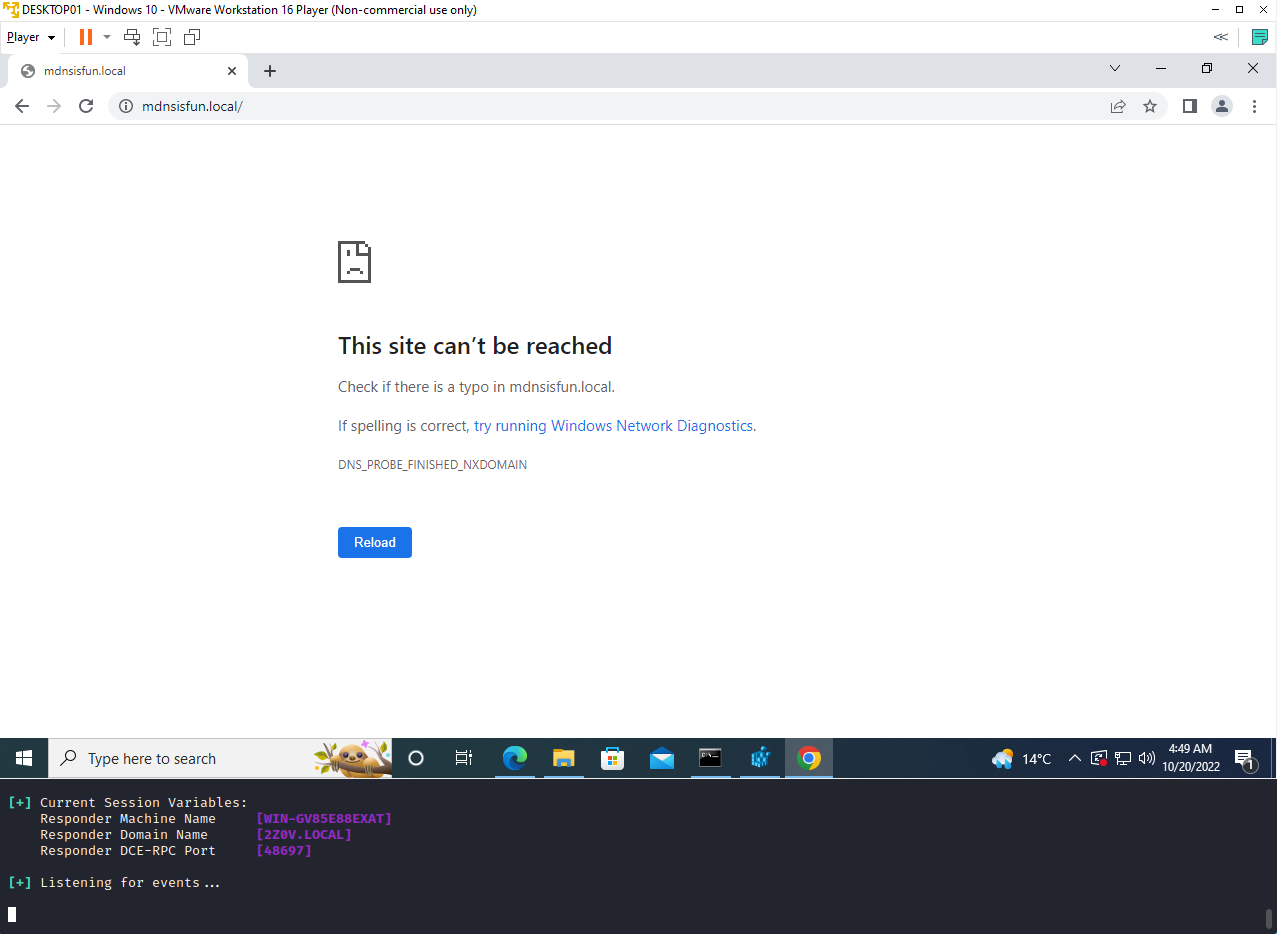 DESKTOP01 - Windows 10 - VMware Workstation 16 Player (Non-commercial use only)
Player
mdnsisfun.local
mdnsisfun.local/
This site can't be reached
Check if there is a typo in mdnsisfun.local.
If spelling is correct, try running Windows Network Diagnostics.
DNS_PROBE_FINISHED_NXDOMAIN
Reload
Type here to search
14°C
4:49 AM
10/20/2022
1
[+] Current Session Variables:
Responder Machine Name [WIN-GV85E88EXAT]
Responder Domain Name [2Z0V.LOCAL]
Responder DCE-RPC Port [48697]
[+] Listening for events...